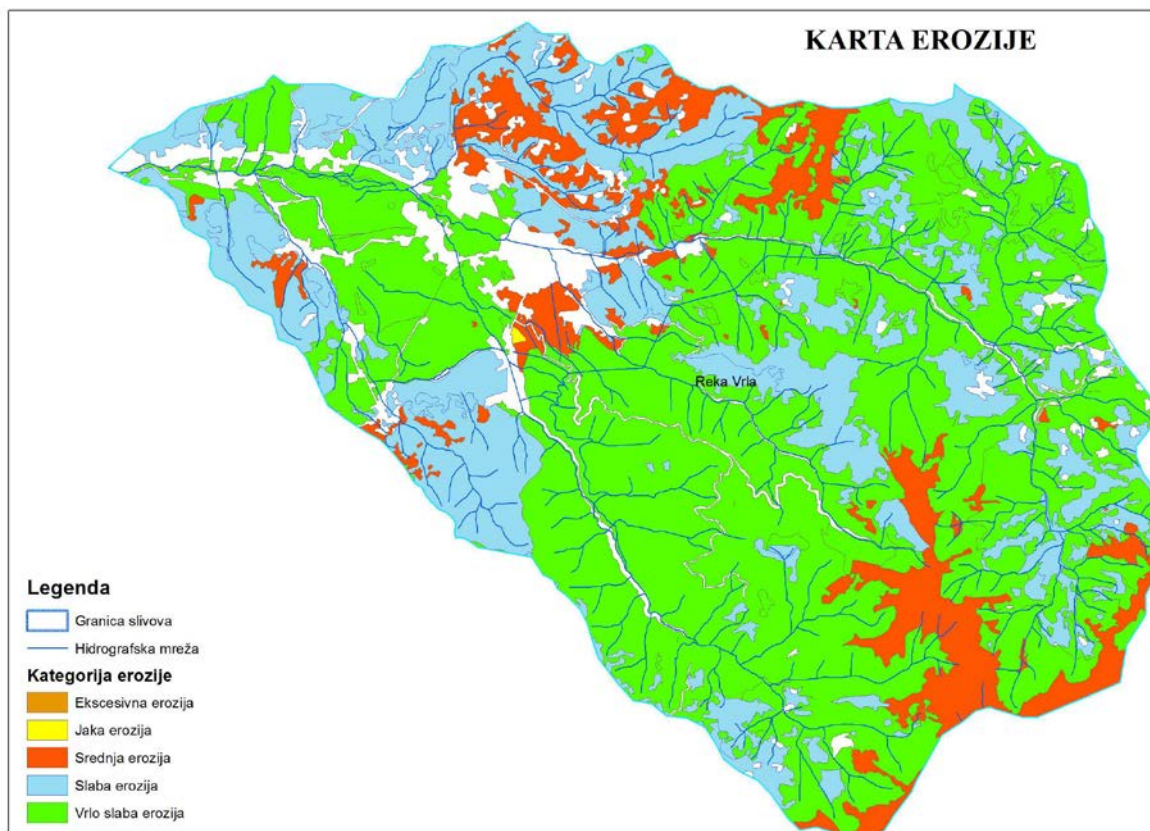 KARTA EROZIJE
Reka Vrla
Legenda
Granica slivova
Hidrografska mreža
Kategorija erozije
Ekscesivna erozija
Jaka erozija
Srednja erozija
Slaba erozija
Vrlo slaba erozija